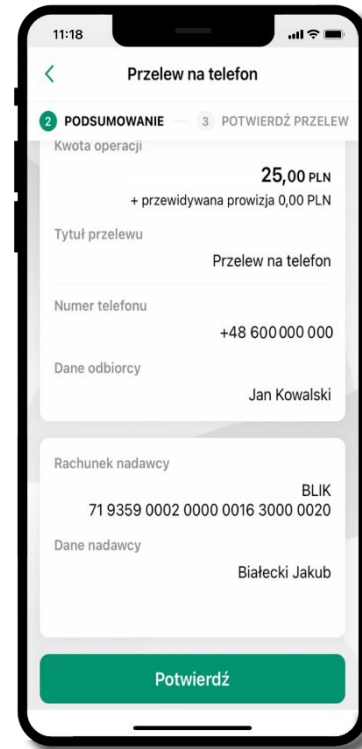 11:18
Przelew na telefon
2 PODSUMOWANIE 3 POTWIERDŹ PRZELEW
Kwota operacji
25,00 PLN
+ przewidywana prowizja 0,00 PLN
Tytuł przelewu
Przelew na telefon
Numer telefonu
+48 600 000 000
Dane odbiorcy
Jan Kowalski
Rachunek nadawcy
BLIK
71 9359 0002 0000 0016 3000 0020
Dane nadawcy
Białecki Jakub
Potwierdź